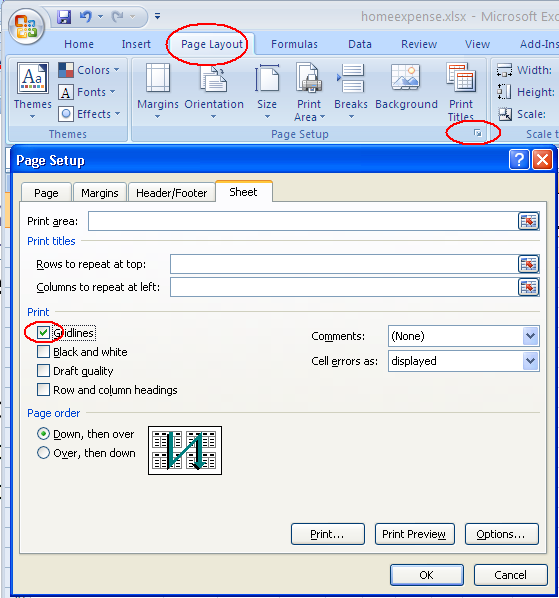 homeexpense.xlsx - Microsoft Ex
Home Insert Page Layout Formulas Data Review View Add-Ins
Themes
Colors
Fonts
Effects
Margins Orientation Size Print Area Breaks Background Print Titles
Width:
Height:
Scale:
Themes Page Setup Scale t
Page Setup
Page Margins Header/Footer Sheet
Print area:
Print titles
Rows to repeat at top:
Columns to repeat at left:
Print
Gridlines
Comments: (None)
Black and white
Cell errors as: displayed
Draft quality
Row and column headings
Page order
Down, then over
Over, then down
Print... Print Preview Options...
OK Cancel